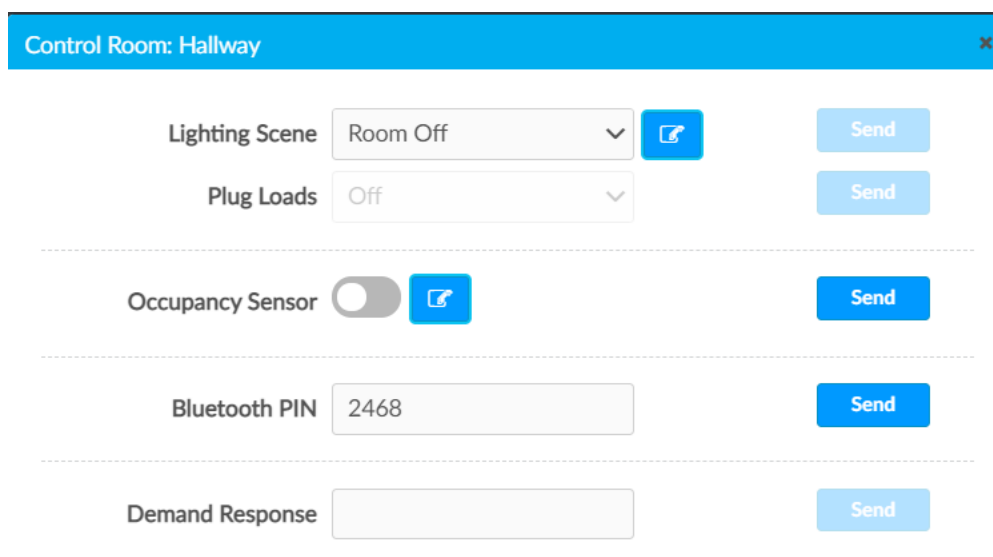 Control Room: Hallway
Lighting Scene Room Off Send
Plug Loads Off Send
Occupancy Sensor Send
Bluetooth PIN 2468 Send
Demand Response Send